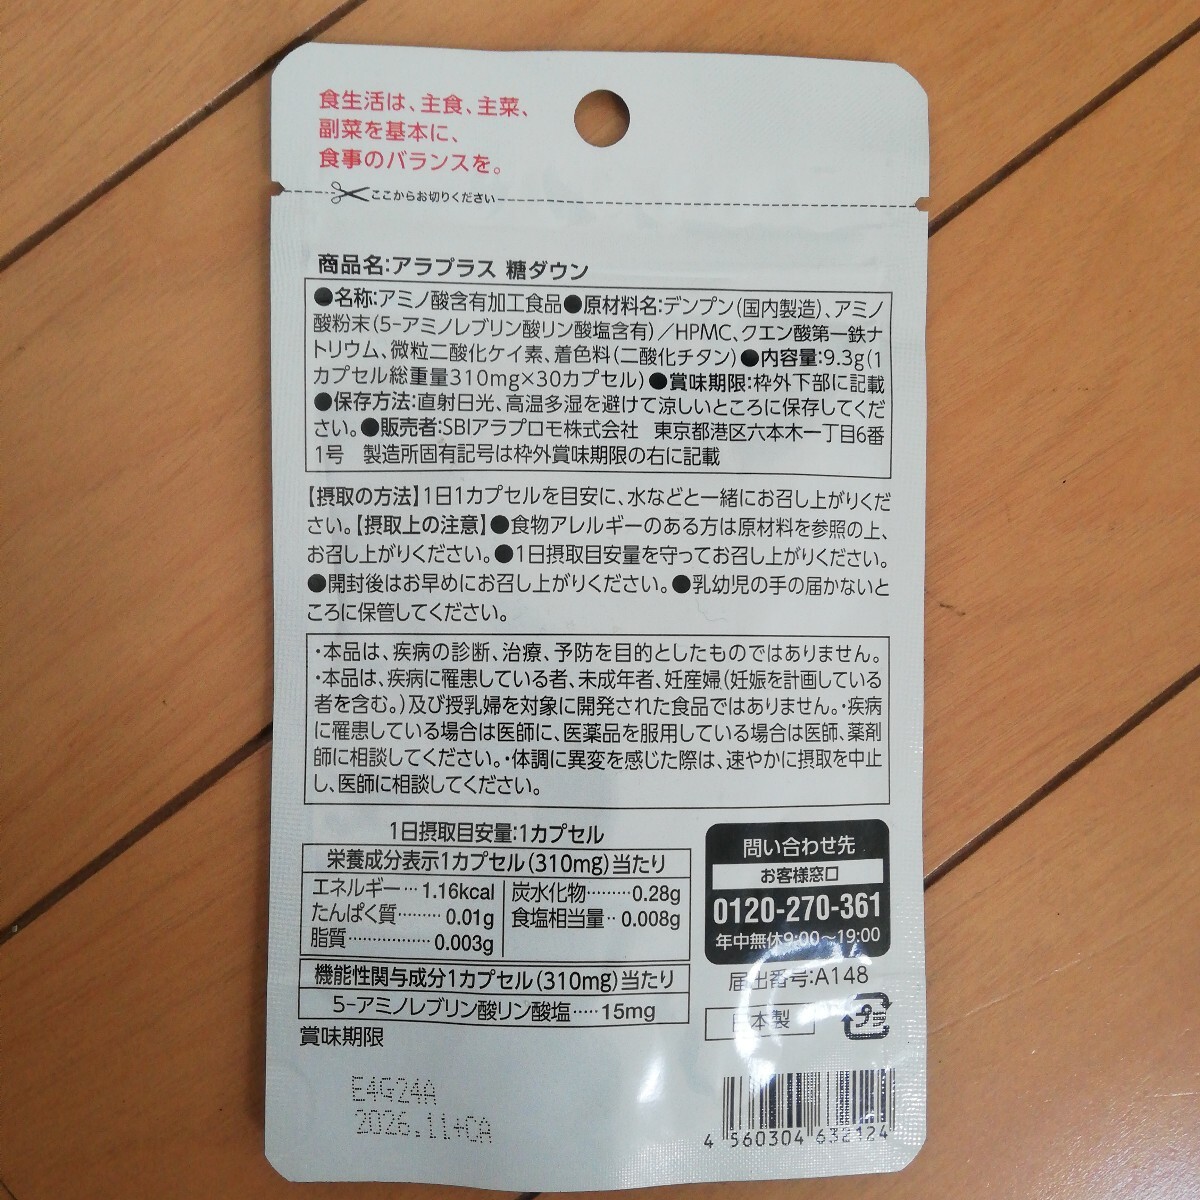 食生活は、主食、主菜、
副菜を基本に、
食事のバランスを。
ここからお切りください
商品名:アラプラス 糖ダウン
●名称:アミノ酸含有加工食品●原材料名:デンプン(国内製造)、アミノ
酸粉末(5-アミノレブリン酸リン酸塩含有)/HPMC、クエン酸第一鉄ナ
トリウム、微粒二酸化ケイ素、着色料(二酸化チタン)●内容量:9.3g(1
カプセル総重量310mg×30カプセル)●賞味期限:枠外下部に記載
●保存方法:直射日光、高温多湿を避けて涼しいところに保存してくだ
さい。●販売者:SBIアラプロモ株式会社 東京都港区六本木一丁目6番
1号 製造所固有記号は枠外賞味期限の右に記載
【摂取の方法】1日1カプセルを目安に、水などと一緒にお召し上がりくだ
さい。【摂取上の注意】●食物アレルギーのある方は原材料を参照の上、
お召し上がりください。●1日摂取目安量を守ってお召し上がりください。
●開封後はお早めにお召し上がりください。●乳幼児の手の届かないと
ころに保管してください。
・本品は、疾病の診断、治療、予防を目的としたものではありません。
・本品は、疾病に罹患している者、未成年者、妊産婦(妊娠を計画している
者を含む。)及び授乳婦を対象に開発された食品ではありません。・疾病
に罹患している場合は医師に、医薬品を服用している場合は医師、薬剤
師に相談してください。・体調に異変を感じた際は、速やかに摂取を中止
し、医師に相談してください。
1日摂取目安量:1カプセル
栄養成分表示1カプセル(310mg)当たり
エネルギー…1.16kcal
たんぱく質………0.01g
脂質………………0.003g
炭水化物………0.28g
食塩相当量‥0.008g
機能性関与成分1カプセル(310mg)当たり
5-アミノレブリン酸リン酸塩……15mg
賞味期限
E4G24A
2026.11+CA
問い合わせ先
お客様窓口
0120-270-361
年中無休9:00〜19:00
届出番号:A148
日本製
プラ
4 560304 632124